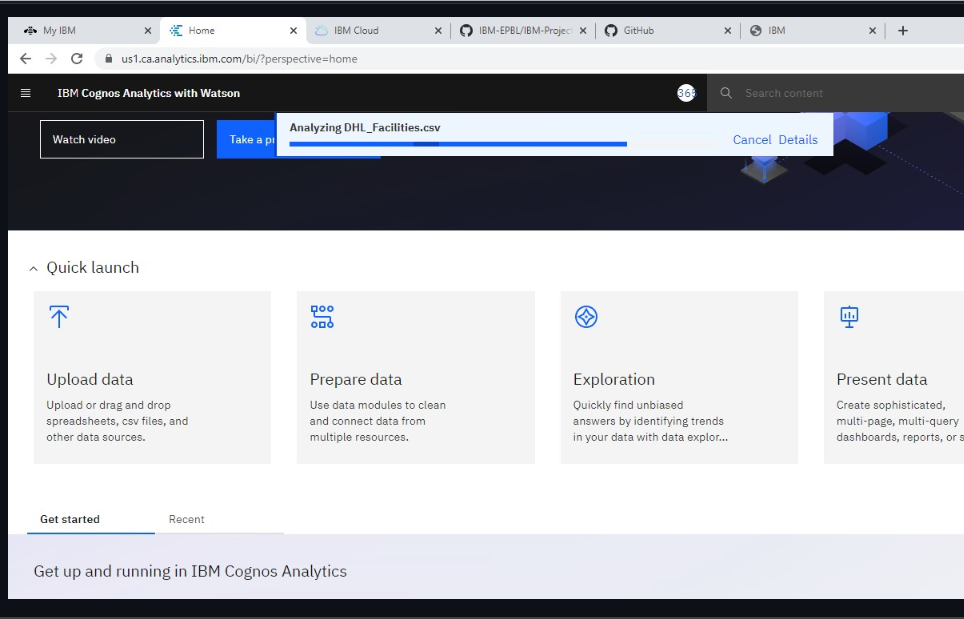 My IBM
Home
IBM Cloud
IBM-EPBL/IBM-Project
GitHub
IBM
us1.ca.analytics.ibm.com/bi/?perspective=home
IBM Cognos Analytics with Watson
365
Search content
Watch video
Take a
Analyzing DHL_Facilities.csv
Cancel Details
Quick launch
Upload data
Upload or drag and drop
spreadsheets, csv files, and
other data sources.
Prepare data
Use data modules to clean
and connect data from
multiple resources.
Exploration
Quickly find unbiased
answers by identifying trends
in your data with data explor...
Present data
Create sophisticated,
multi-page, multi-query
dashboards, reports, or
Get started
Recent
Get up and running in IBM Cognos Analytics